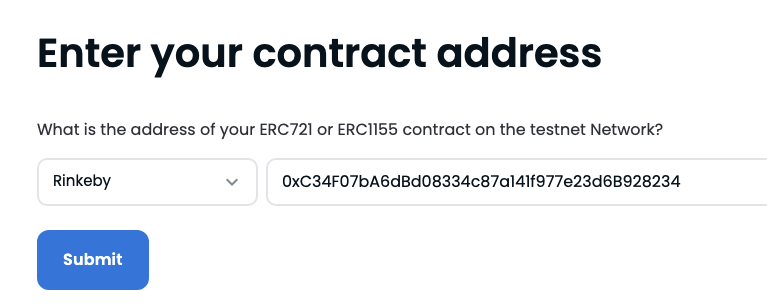 Enter your contract address
What is the address of your ERC721 or ERC1155 contract on the testnet Network?
Rinkeby 0xC34F07bA6dBd08334c87a141f977e23d6B928234
Submit